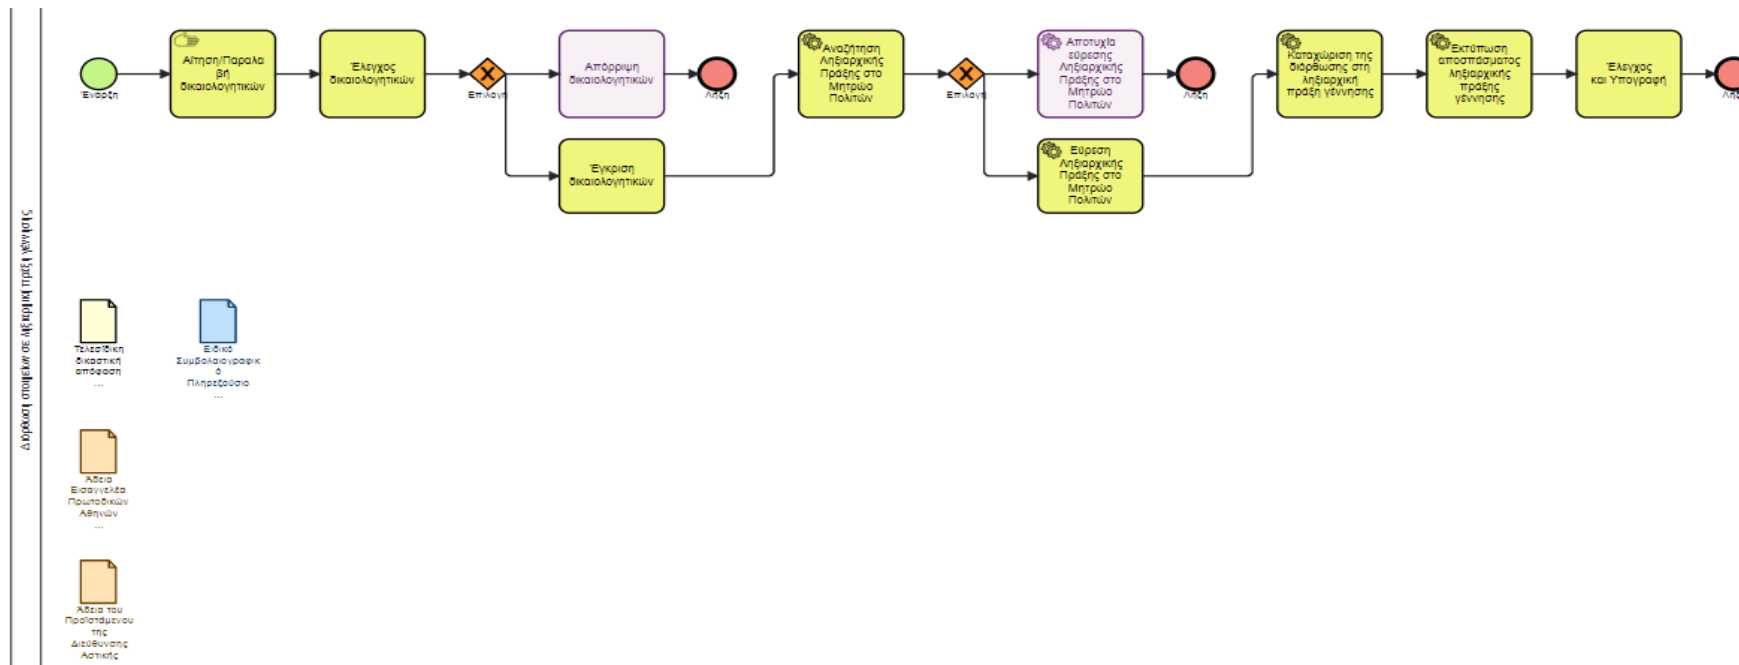 Διόρθωση στοιχείων σε ληξιαρχική πράξη γέννησης
Έναρξη
Αίτηση/Παραλα
βή
δικαιολογητικών
Έλεγχος
δικαιολογητικών
Επιλογή
Απόρριψη
δικαιολογητικών
Λήξη
Έγκριση
δικαιολογητικών
Αναζήτηση
Ληξιαρχικής
Πράξης στο
Μητρώο
Πολιτών
Επιλογή
Αποτυχία
εύρεσης
Ληξιαρχικής
Πράξης στο
Μητρώο
Πολιτών
Λήξη
Εύρεση
Ληξιαρχικής
Πράξης στο
Μητρώο
Πολιτών
Καταχώριση της
διόρθωσης στη
ληξιαρχική
πράξη γέννησης
Εκτύπωση
αποσπάσματος
ληξιαρχικής
πράξης
γέννησης
Έλεγχος
και Υπογραφή
Τελεσίδικη
δικαστική
απόφαση
...
Ειδικό
Συμβολαιογραφικ
ό
Πληρεξούσιο
...
Άδεια
Εισαγγελέα
Πρωτοδικών
Αθηνών
...
Άδεια του
Προϊστάμενου
της
Διεύθυνσης
Αστικής